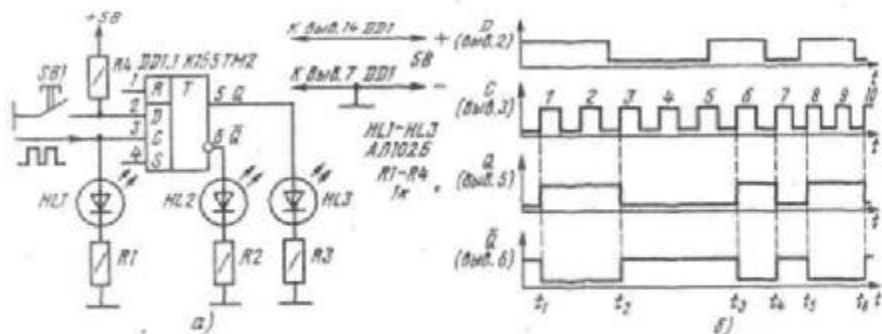 +5В
SB1
R4
DD1.1 К155ТМ2
1 R T
2 D
3 C
4 S
5 Q
6 Q̅
HL1
HL2
HL3
R1
R2
R3
а)
К выв.14 DD1 +
5В
К выв.7 DD1 −
HL1-HL3
АЛ102Б
R1-R4
1к
D
(выв.2)
t
C
(выв.3)
1 2 3 4 5 6 7 8 9 10
t
Q
(выв.5)
t
Q̅
(выв.6)
t₁ t₂ t₃ t₄ t₅ t₆ t
б)